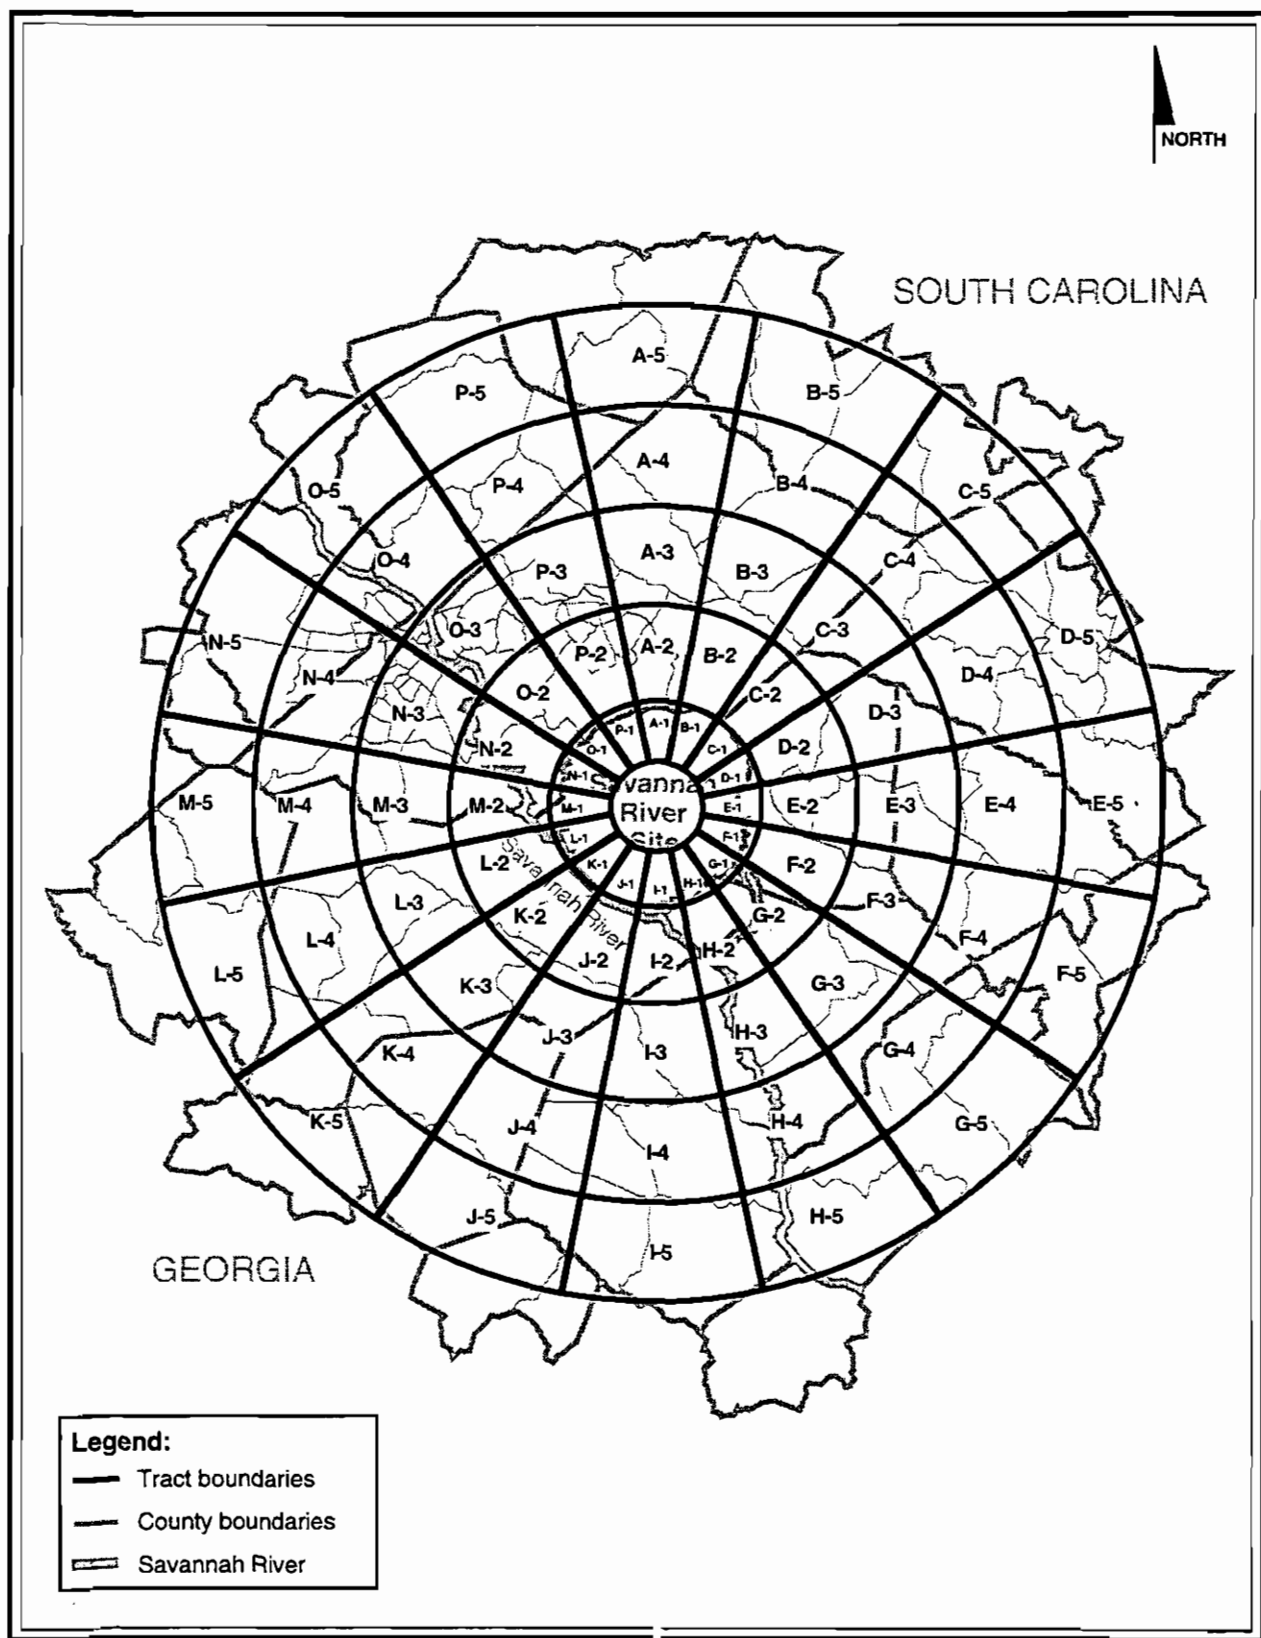 NORTH
SOUTH CAROLINA
A-5
P-5
B-5
A-4
P-4
B-4
O-5
C-5
A-3
O-4
C-4
P-3
B-3
O-3
C-3
D-5
N-5
A-2
P-2
B-2
N-4
D-4
O-2
C-2
N-3
D-3
A-1
P-1
B-1
N-2
O-1
C-1
D-2
N-1
D-1
Savannah
M-5
M-4
M-3
M-2
M-1
River
E-1
E-2
E-3
E-4
E-5
Site
L-1
F-1
L-2
K-1
G-1
F-2
J-1
I-1
H-1
Savannah River
L-3
F-3
K-2
G-2
L-4
F-4
H-2
J-2
I-2
L-5
F-5
K-3
G-3
J-3
H-3
K-4
I-3
G-4
K-5
J-4
H-4
G-5
I-4
J-5
H-5
I-5
GEORGIA
Legend:
Tract boundaries
County boundaries
Savannah River